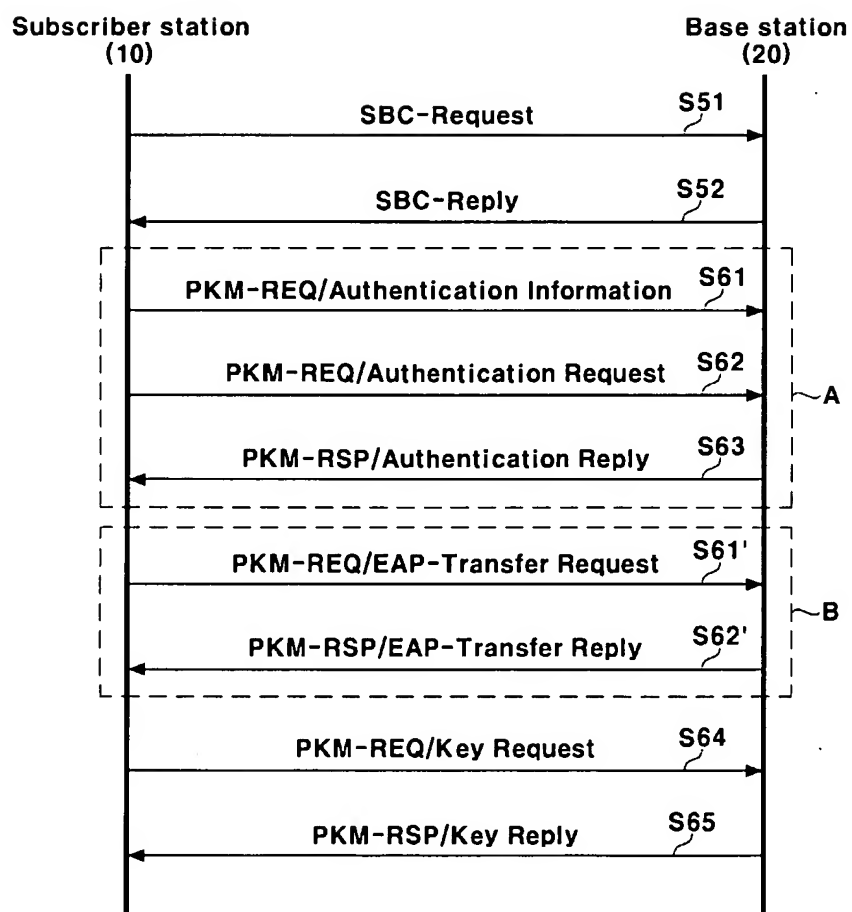 Subscriber station
(10)
Base station
(20)
SBC-Request
S51
SBC-Reply
S52
PKM-REQ/Authentication Information
S61
PKM-REQ/Authentication Request
S62
A
PKM-RSP/Authentication Reply
S63
PKM-REQ/EAP-Transfer Request
S61'
B
PKM-RSP/EAP-Transfer Reply
S62'
PKM-REQ/Key Request
S64
PKM-RSP/Key Reply
S65